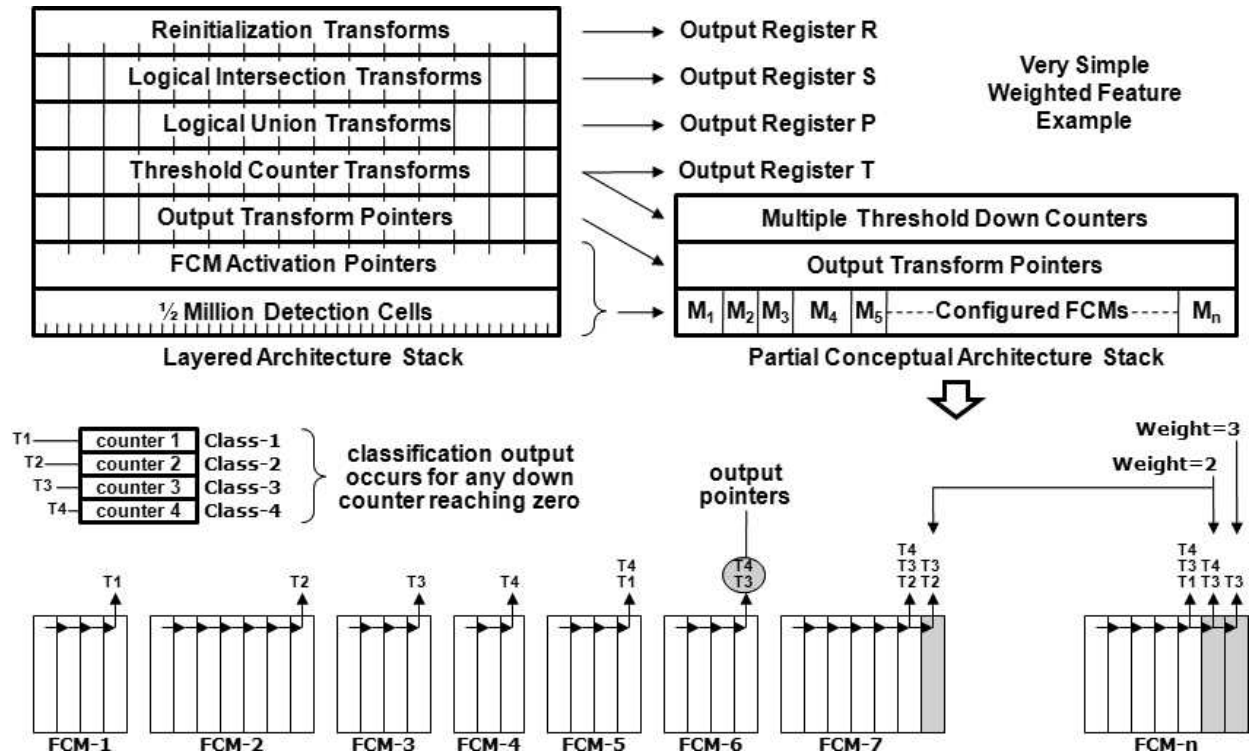 Reinitialization Transforms
Logical Intersection Transforms
Logical Union Transforms
Threshold Counter Transforms
Output Transform Pointers
FCM Activation Pointers
½ Million Detection Cells
Layered Architecture Stack
Output Register R
Output Register S
Output Register P
Output Register T
Very Simple
Weighted Feature
Example
Multiple Threshold Down Counters
Output Transform Pointers
M1 M2 M3 M4 M5 Configured FCMs Mn
Partial Conceptual Architecture Stack
T1 counter 1 Class-1
T2 counter 2 Class-2
T3 counter 3 Class-3
T4 counter 4 Class-4
classification output
occurs for any down
counter reaching zero
output
pointers
Weight=3
Weight=2
T1
T2
T3
T4
T4
T1
T4
T3
T4
T3 T3
T2 T2
T4
T3 T4
T1 T3 T3
FCM-1 FCM-2 FCM-3 FCM-4 FCM-5 FCM-6 FCM-7 FCM-n